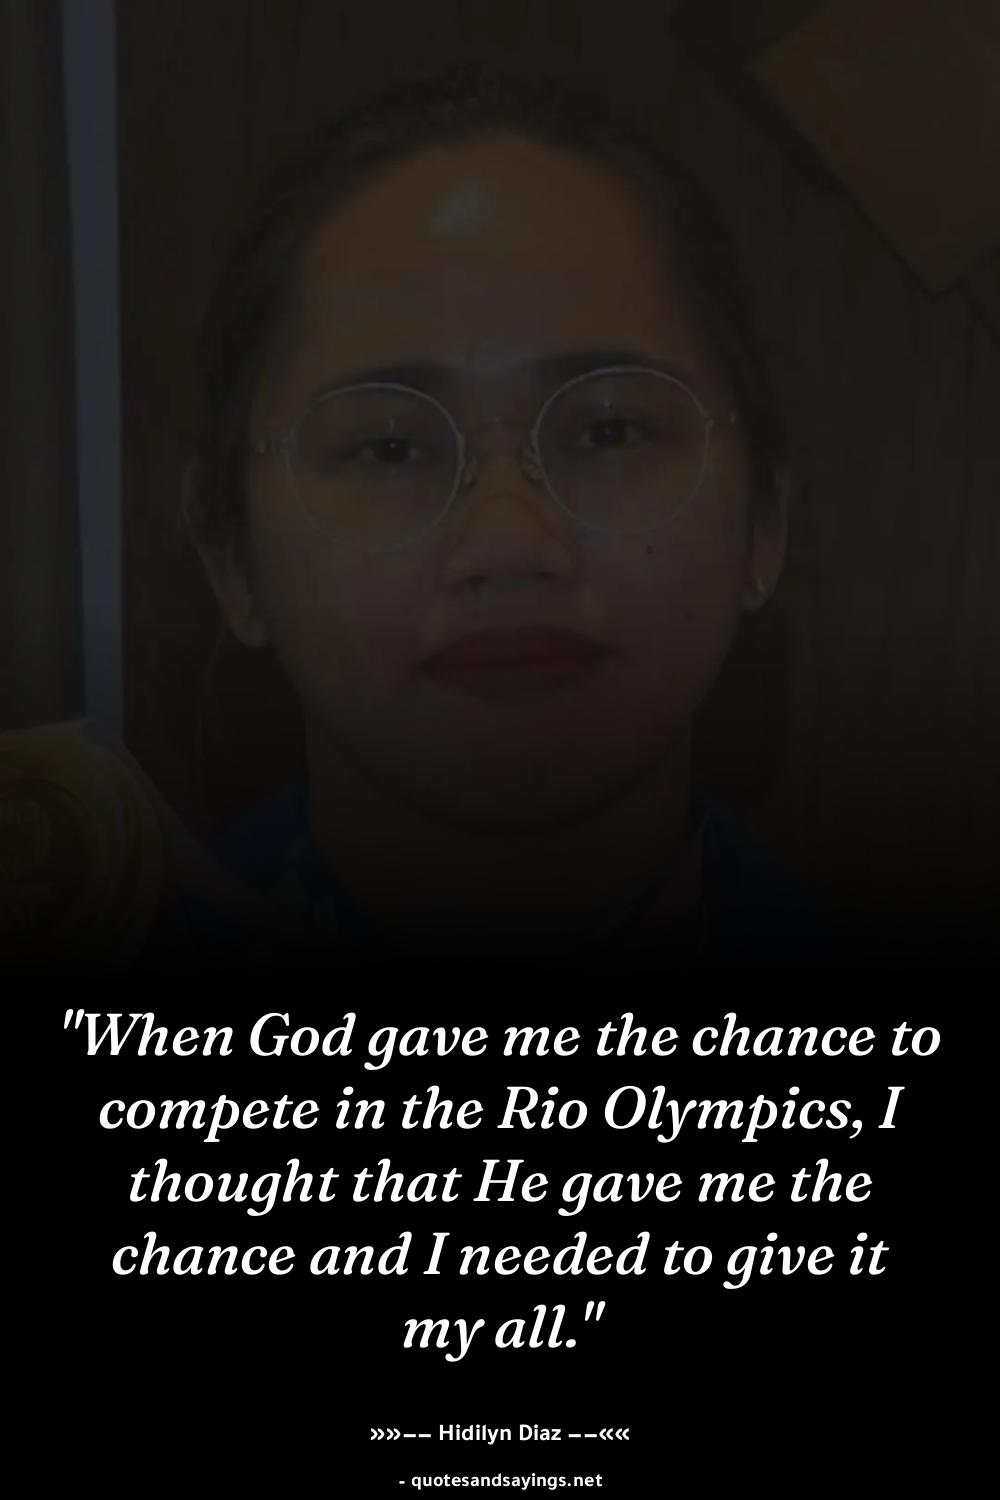 "When God gave me the chance to
compete in the Rio Olympics, I
thought that He gave me the
chance and I needed to give it
my all."
»»−− Hidilyn Diaz −−««
- quotesandsayings.net